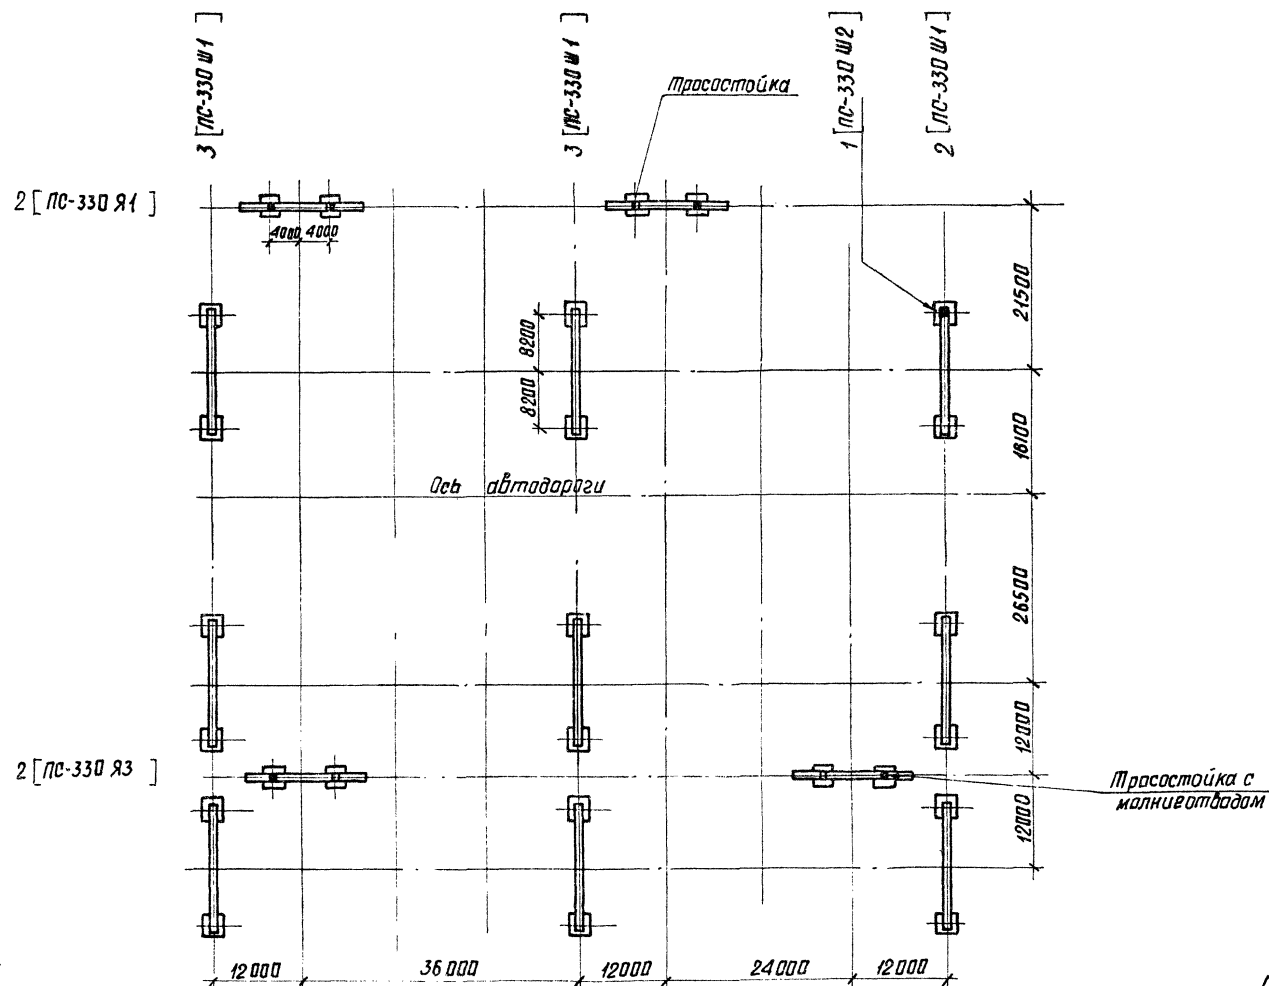 3 [ПС-330 Ш1]
3 [ПС-330 Ш1]
1 [ПС-330 Ш2]
2 [ПС-330 Ш1]
Тросостойка
2 [ПС-330 Я1]
4000 4000
21500
8200
8200
18100
Ось автодороги
26500
12000
2 [ПС-330 Я3]
Тросостойка с
молниеотводом
12000
12000
36000
12000
24000
12000